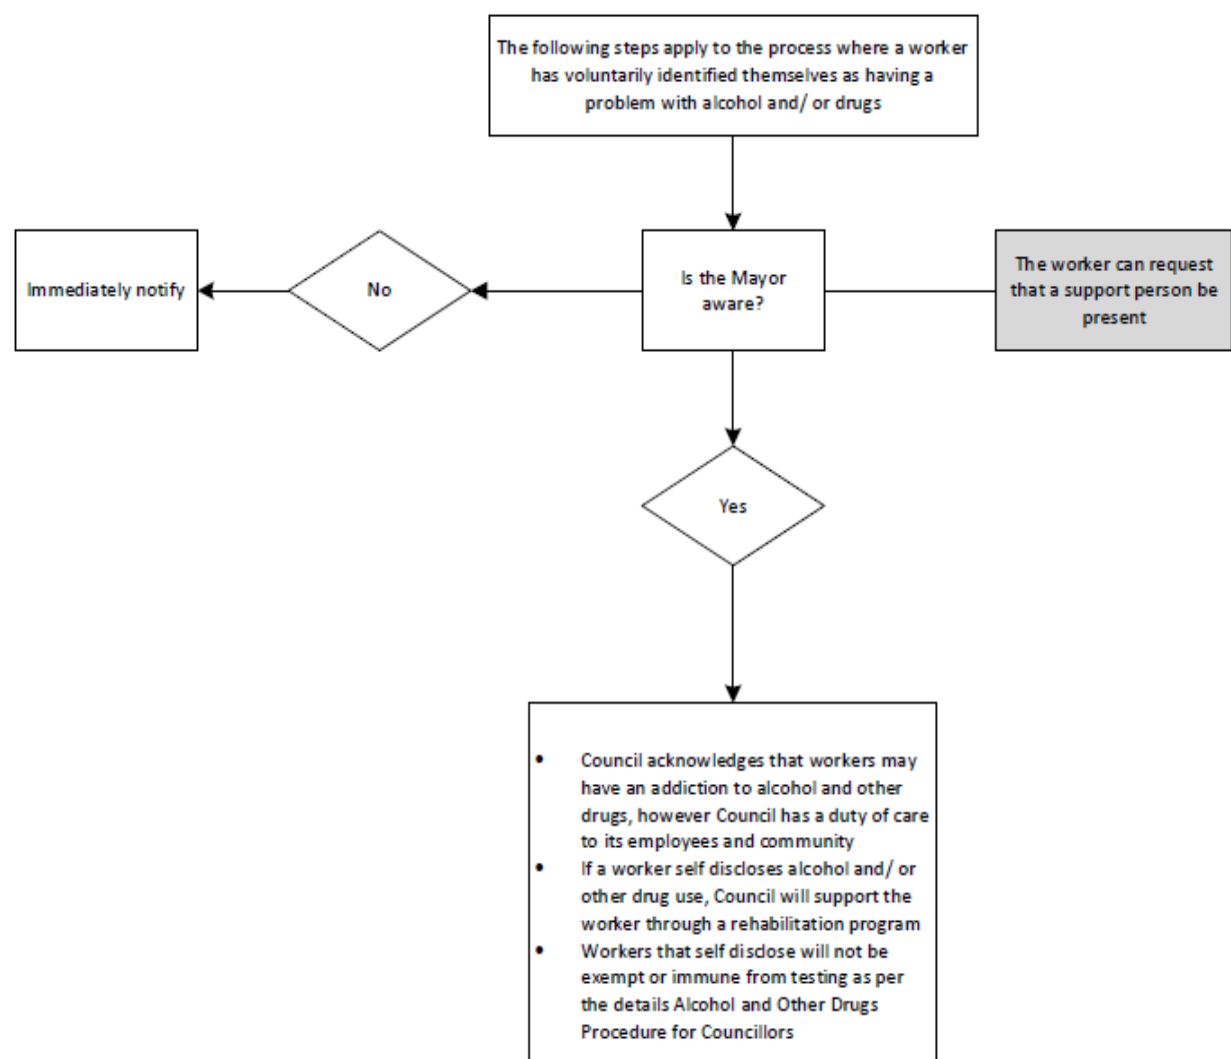 The following steps apply to the process where a worker
has voluntarily identified themselves as having a
problem with alcohol and/ or drugs
Immediately notify
No
Is the Mayor
aware?
The worker can request
that a support person be
present
Yes
• Council acknowledges that workers may
have an addiction to alcohol and other
drugs, however Council has a duty of care
to its employees and community
• If a worker self discloses alcohol and/ or
other drug use, Council will support the
worker through a rehabilitation program
• Workers that self disclose will not be
exempt or immune from testing as per
the details Alcohol and Other Drugs
Procedure for Councillors